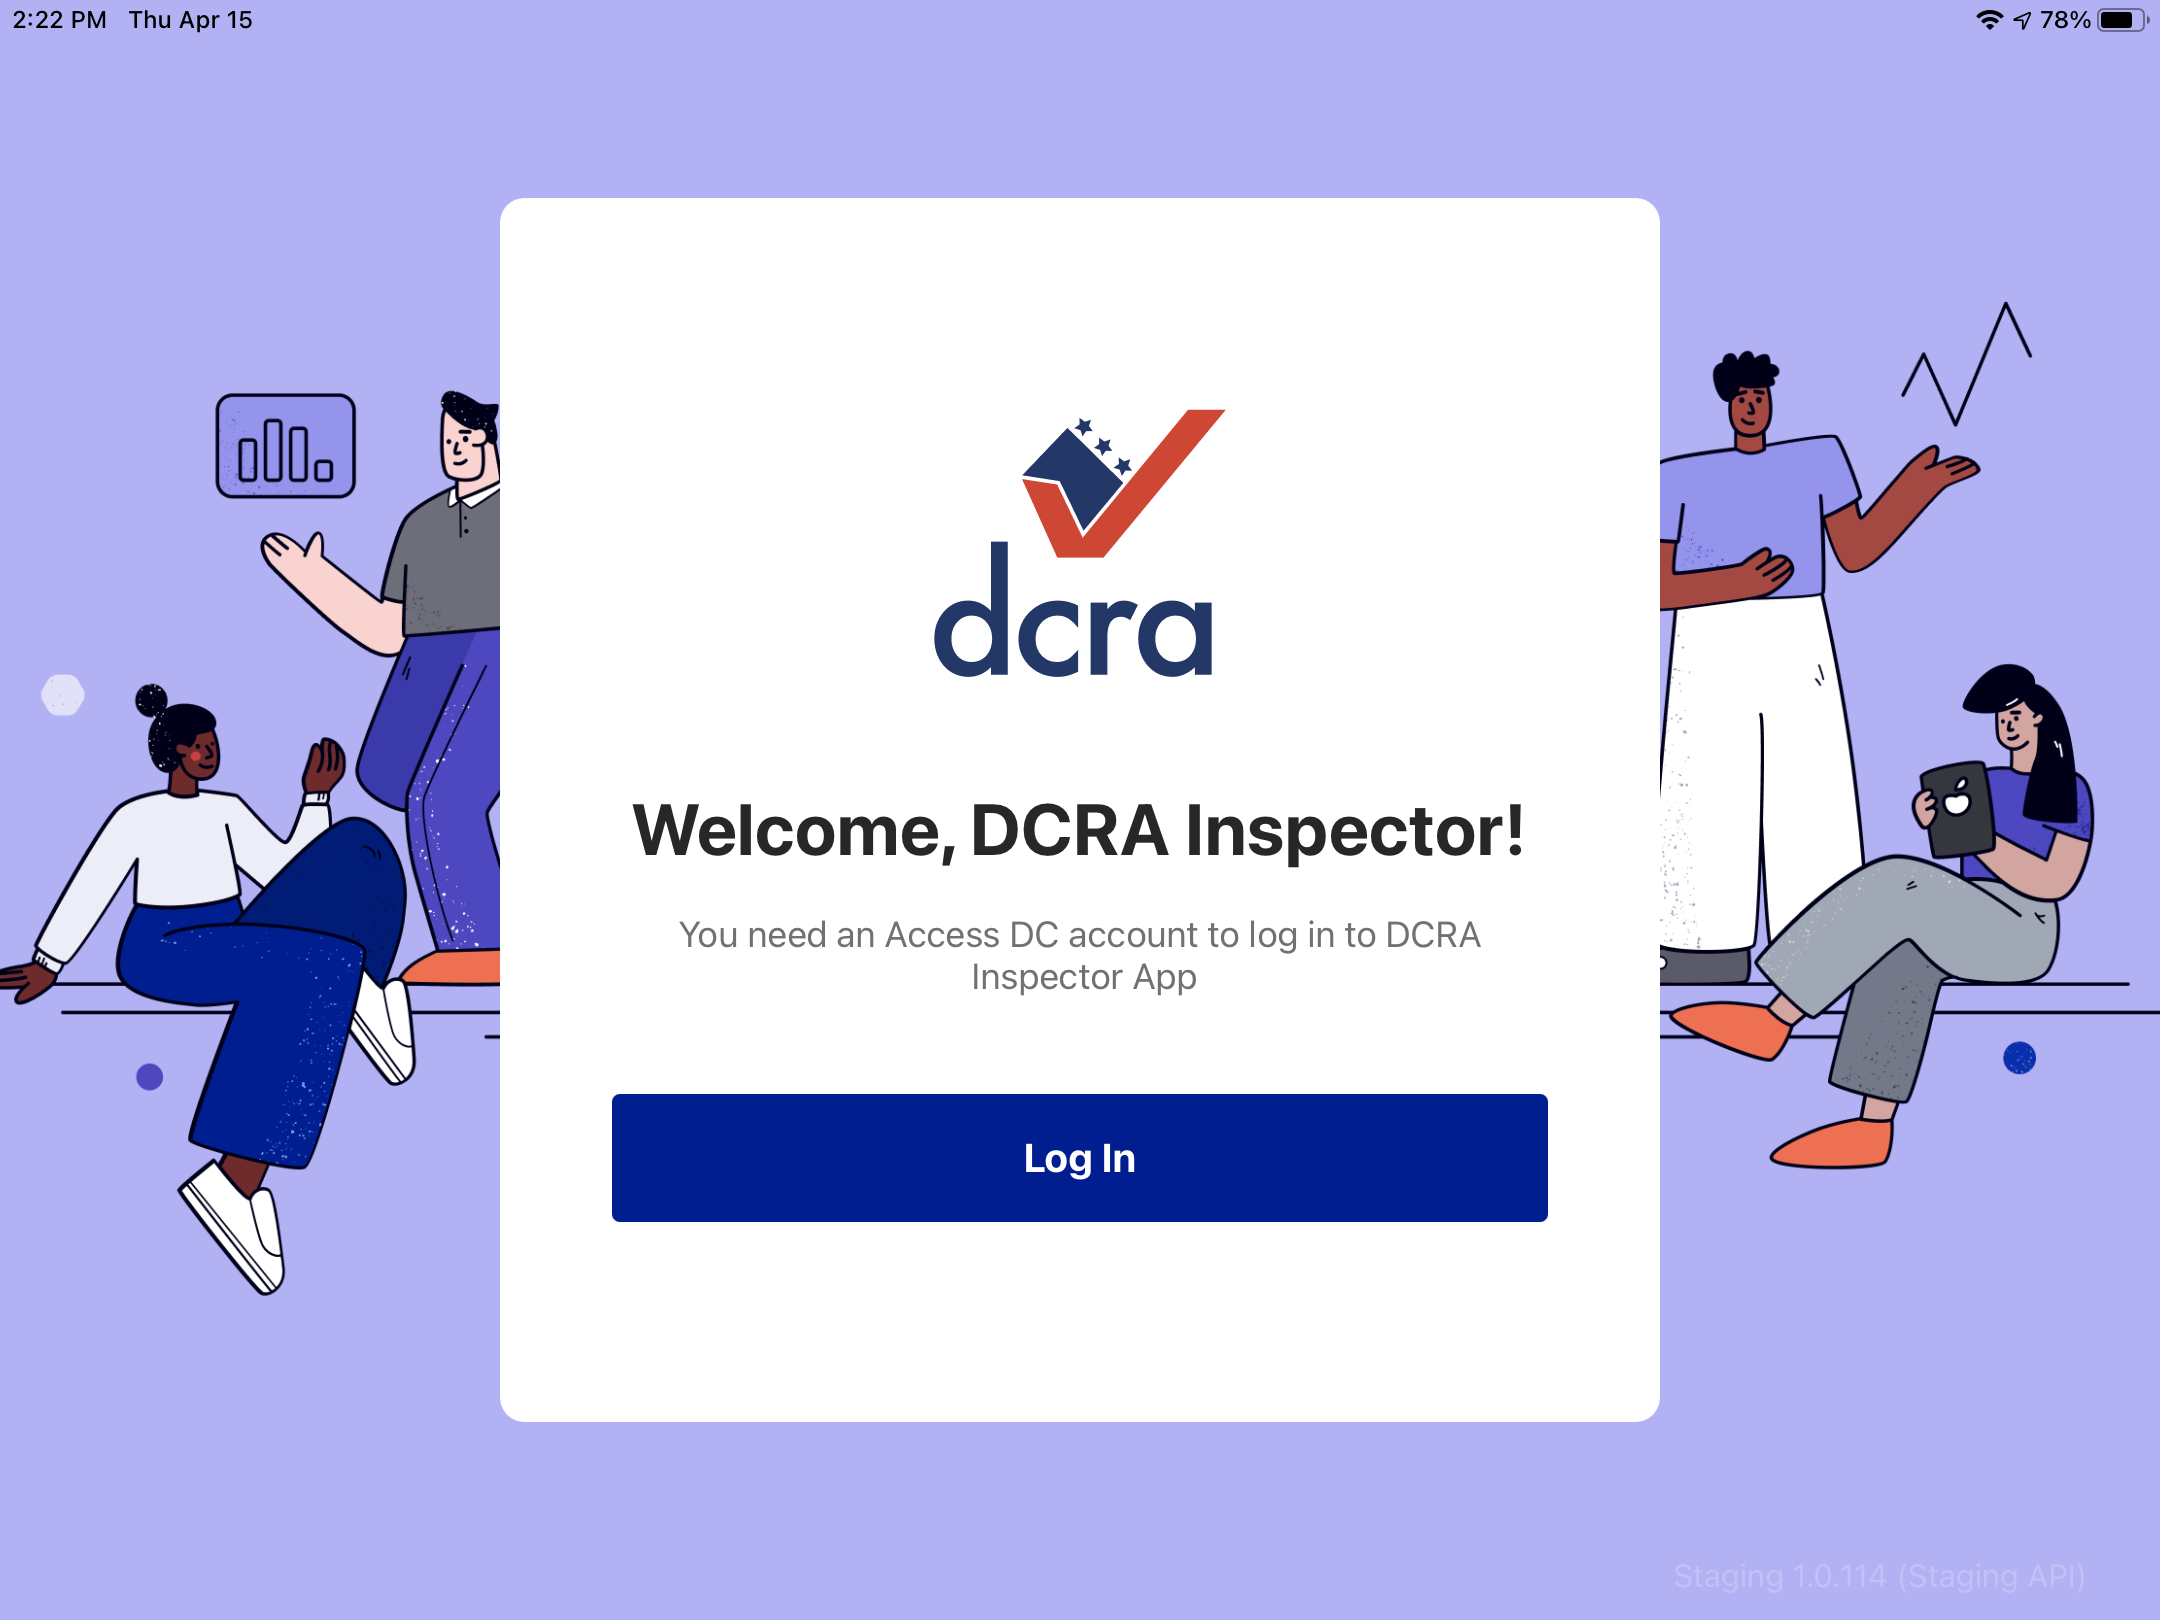 2:22 PM Thu Apr 15
78%
dcra
Welcome, DCRA Inspector!
You need an Access DC account to log in to DCRA
Inspector App
Log In
Staging 1.0.114 (Staging API)